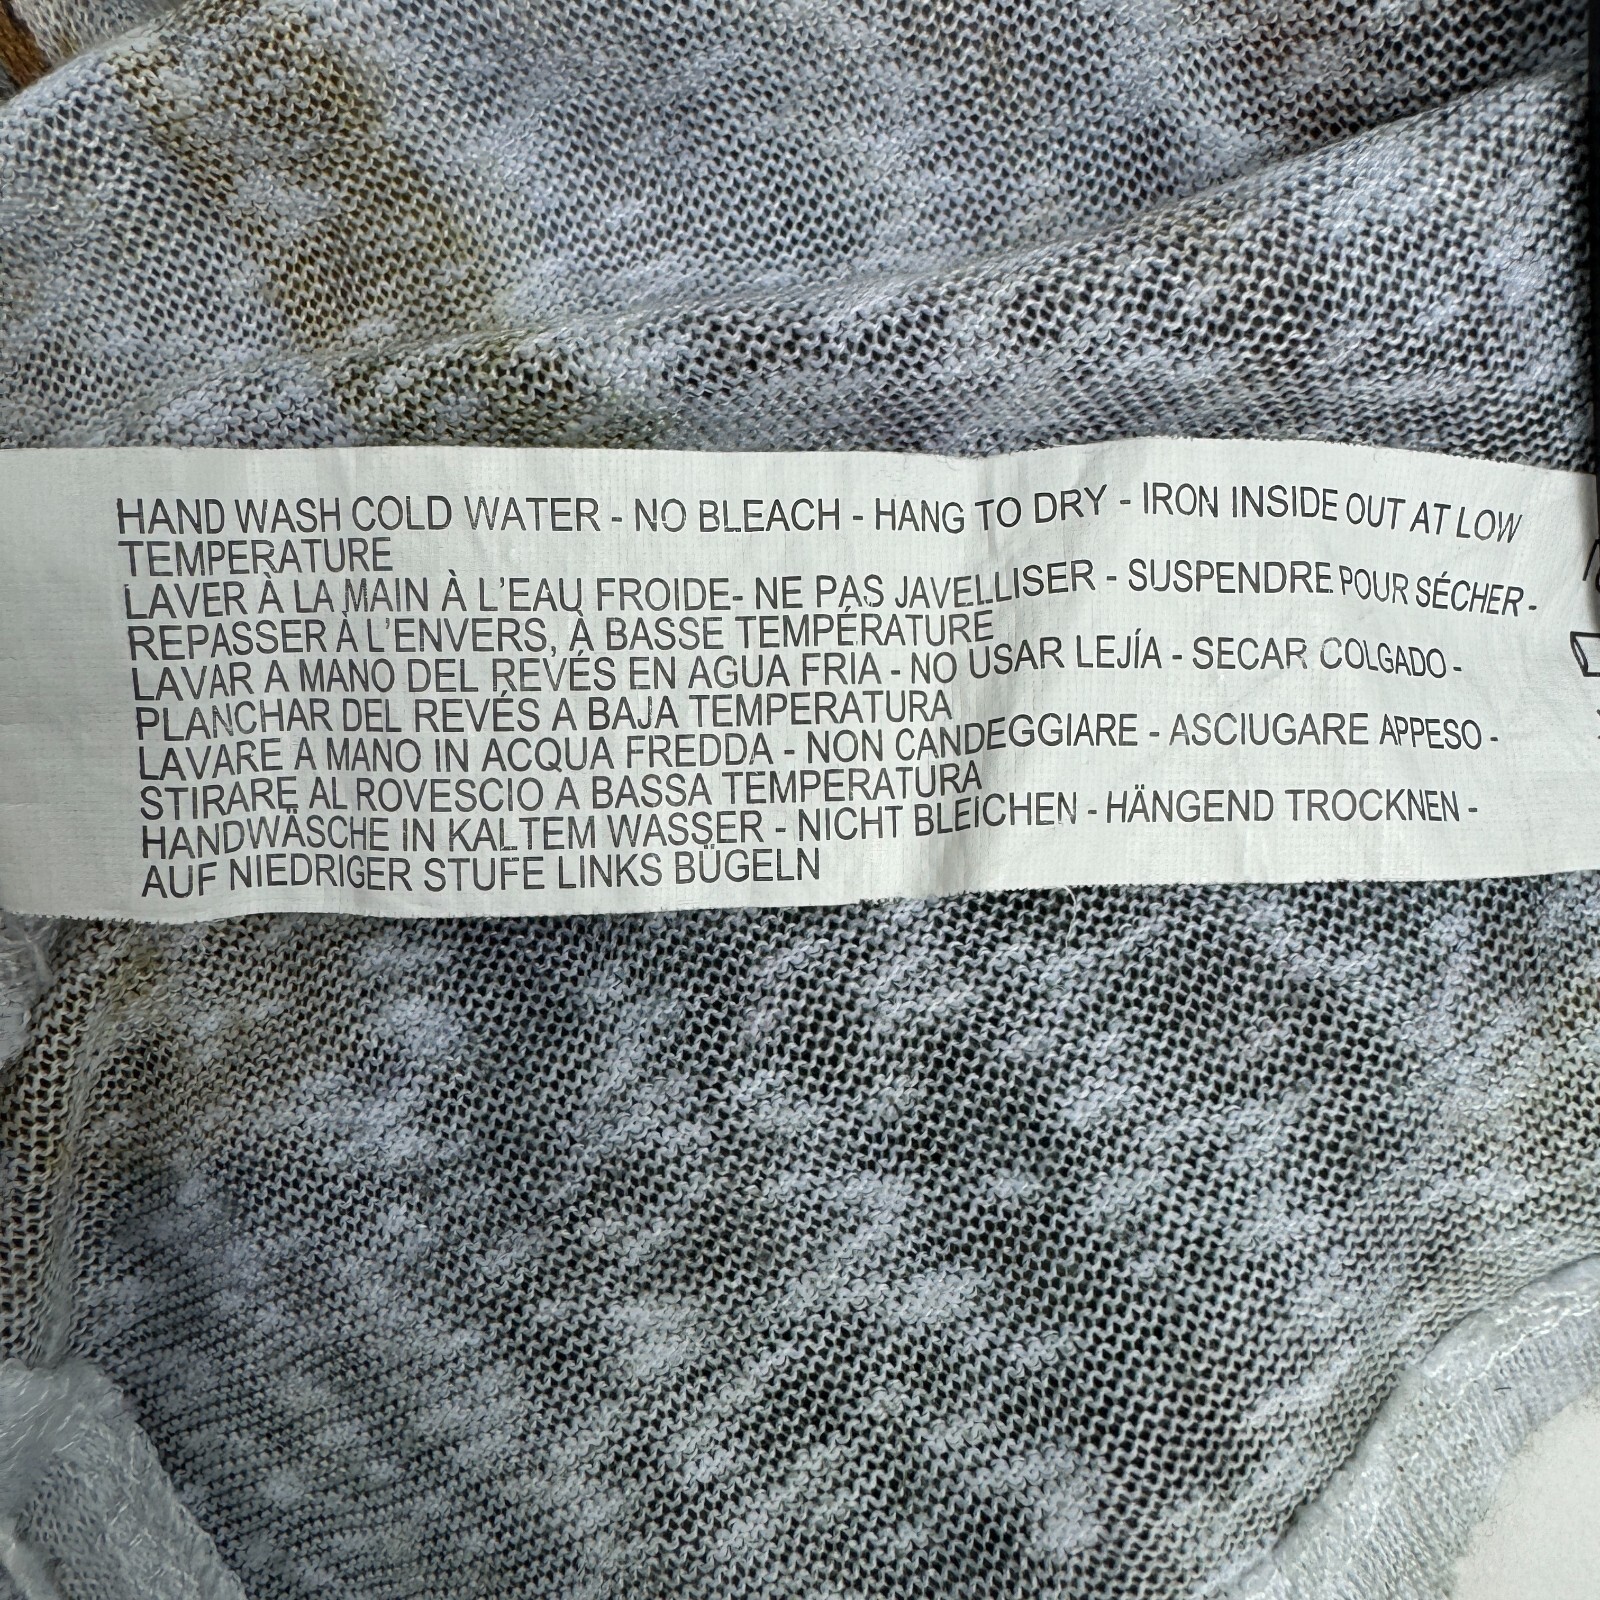 HAND WASH COLD WATER - NO BLEACH - HANG TO DRY - IRON INSIDE OUT AT LOW
TEMPERATURE
LAVER À LA MAIN À L'EAU FROIDE- NE PAS JAVELLISER - SUSPENDRE POUR SÉCHER -
REPASSER À L'ENVERS, À BASSE TEMPÉRATURE
LAVAR A MANO DEL REVÉS EN AGUA FRIA - NO USAR LEJÍA - SECAR COLGADO -
PLANCHAR DEL REVÉS A BAJA TEMPERATURA
LAVARE A MANO IN ACQUA FREDDA - NON CANDEGGIARE - ASCIUGARE APPESO -
STIRARE AL ROVESCIO A BASSA TEMPERATURA
HANDWÄSCHE IN KALTEM WASSER - NICHT BLEICHEN - HÄNGEND TROCKNEN -
AUF NIEDRIGER STUFE LINKS BÜGELN